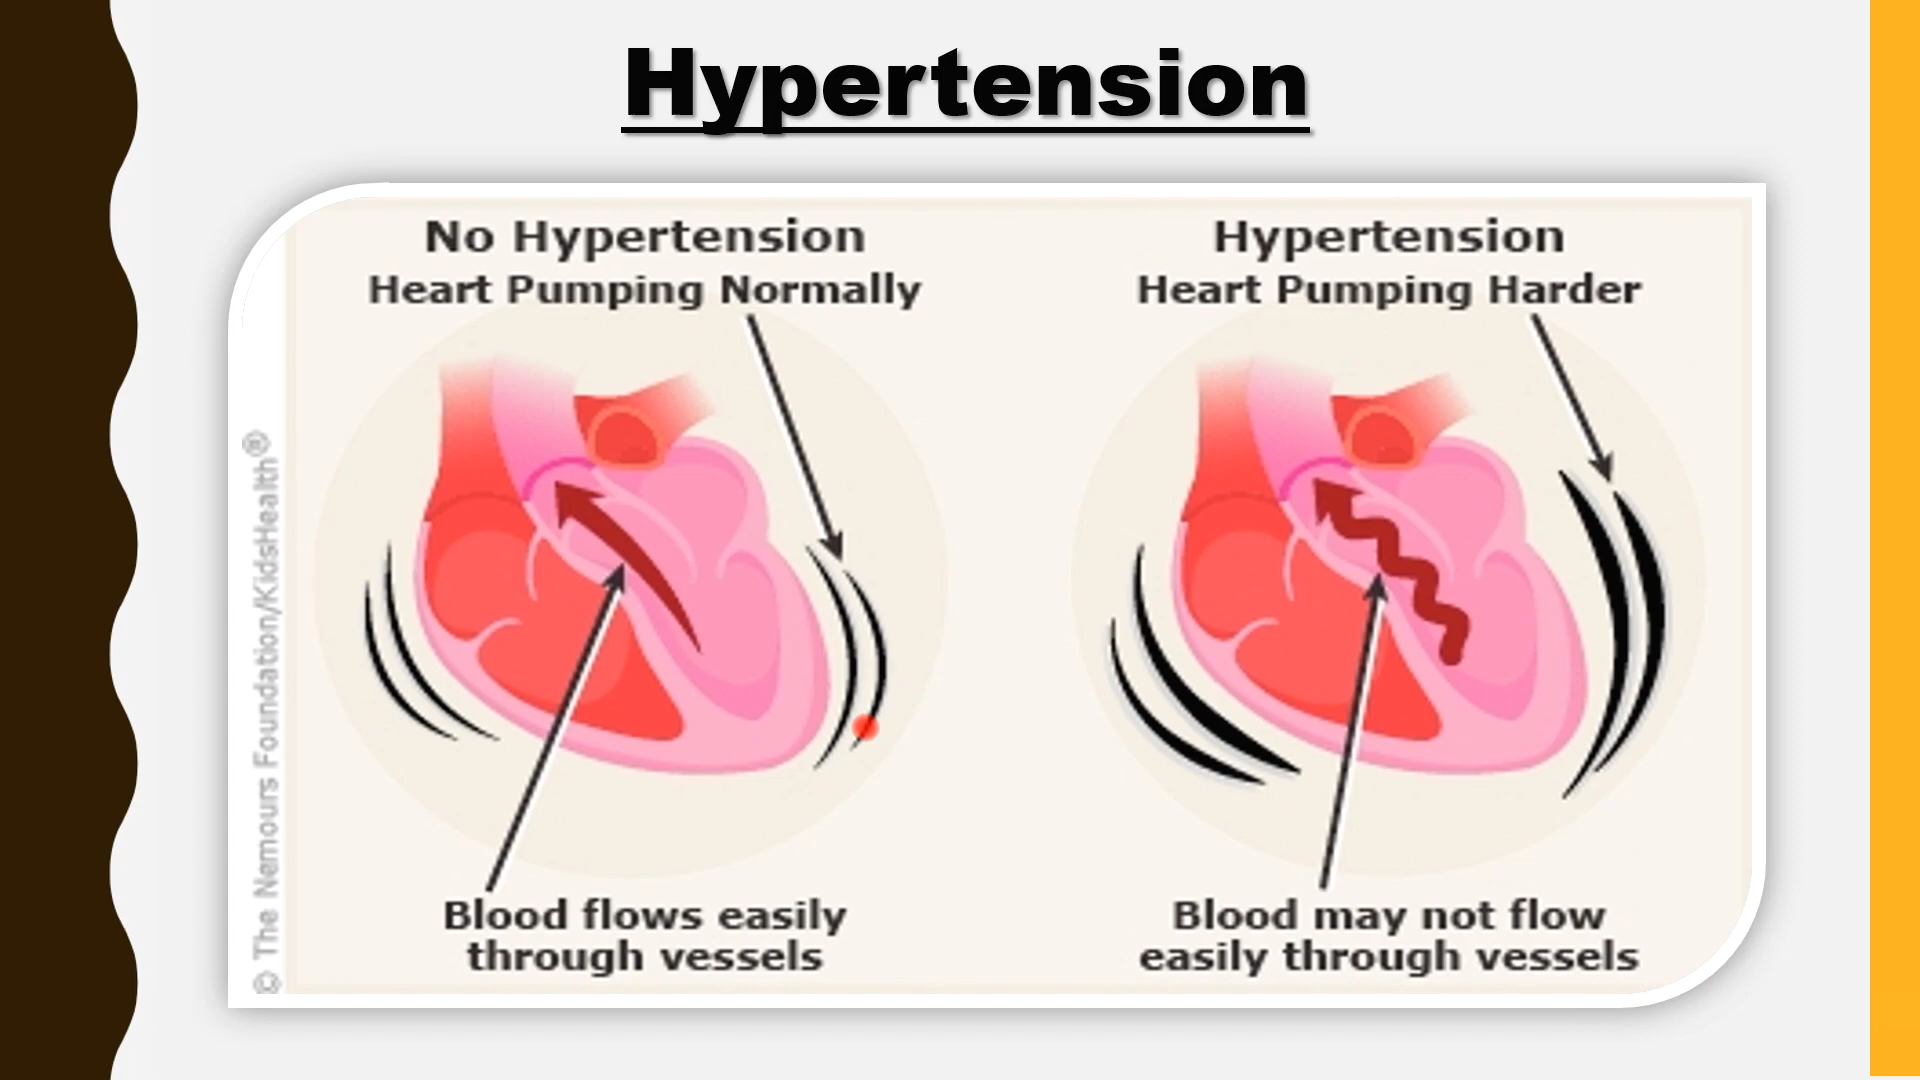 Hypertension
No Hypertension
Heart Pumping Normally
Hypertension
Heart Pumping Harder
Blood flows easily
through vessels
Blood may not flow
easily through vessels
© The Nemours Foundation/KidsHealth®